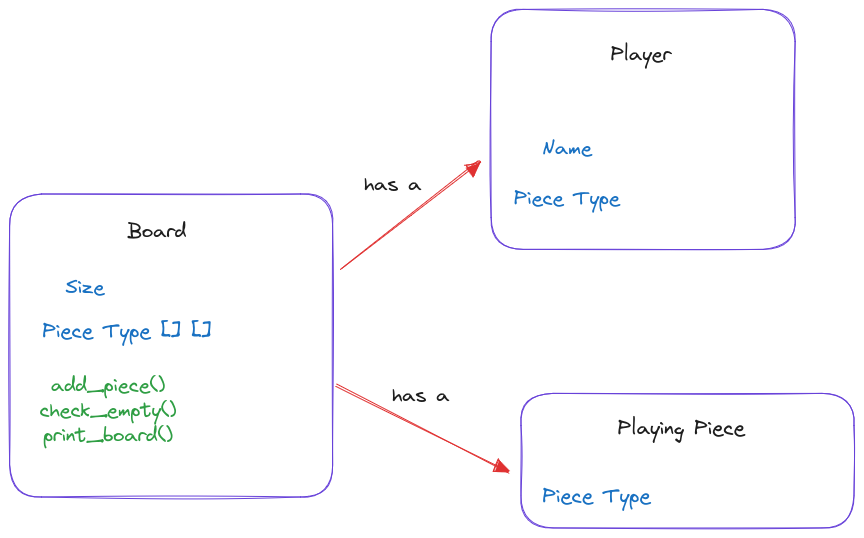 Player
Name
Piece Type
has a
Board
Size
Piece Type [] []
add_piece()
check_empty()
print_board()
has a
Playing Piece
Piece Type